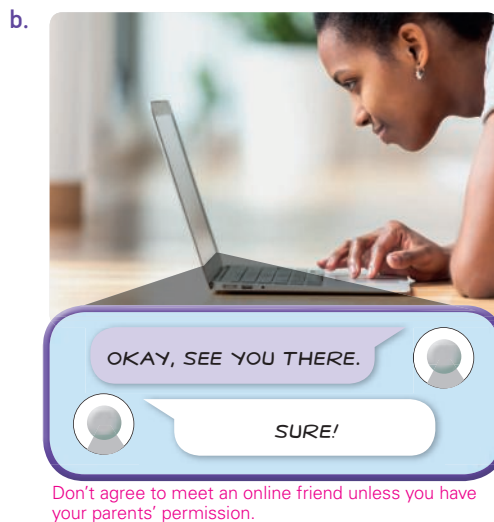 b.
OKAY, SEE YOU THERE.
SURE!
Don't agree to meet an online friend unless you have
your parents' permission.